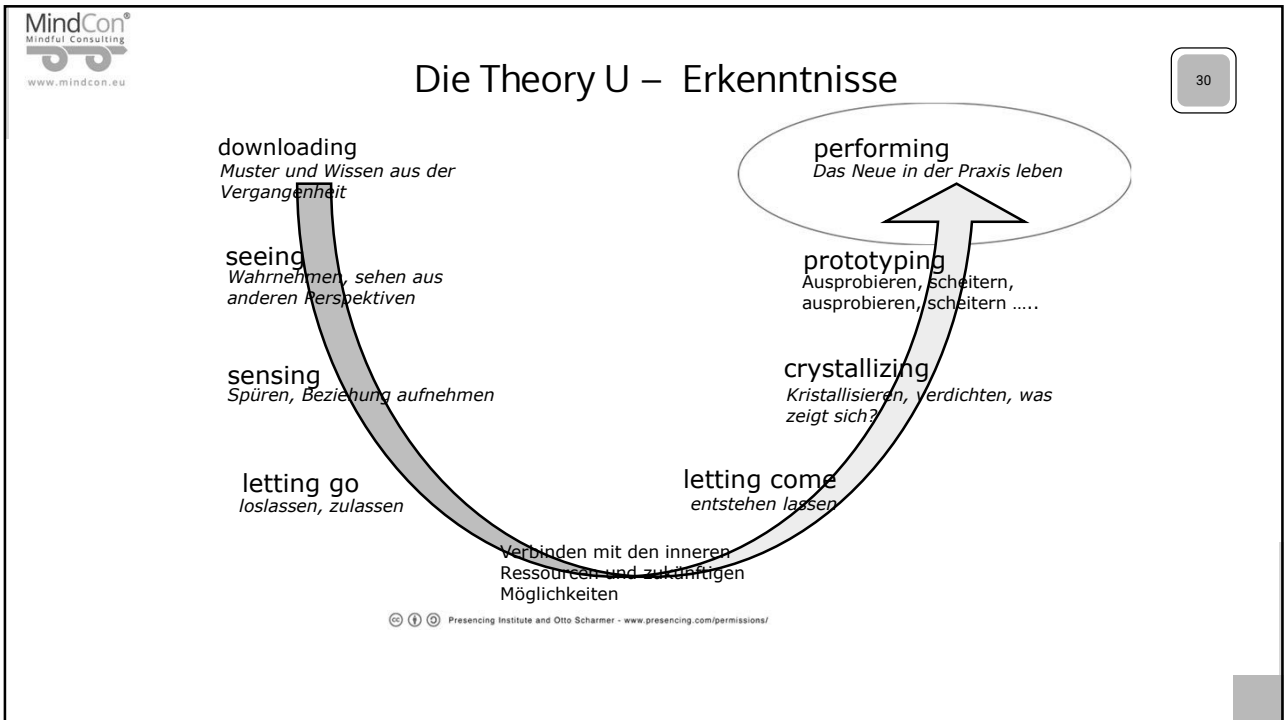 MindCon®
Mindful Consulting
www.mindcon.eu
Die Theory U – Erkenntnisse
30
downloading
Muster und Wissen aus der
Vergangenheit
seeing
Wahrnehmen, sehen aus
anderen Perspektiven
sensing
Spüren, Beziehung aufnehmen
letting go
loslassen, zulassen
Verbinden mit den inneren
Ressourcen und zukünftigen
Möglichkeiten
letting come
entstehen lassen
crystallizing
Kristallisieren, verdichten, was
zeigt sich?
prototyping
Ausprobieren, scheitern,
ausprobieren, scheitern .....
performing
Das Neue in der Praxis leben
cc Presencing Institute and Otto Scharmer - www.presencing.com/permissions/